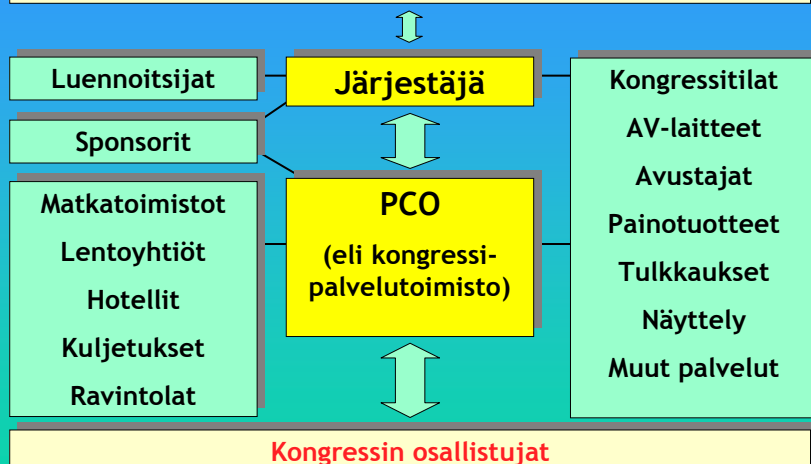 Luennoitsijat
Järjestäjä
Sponsorit
Matkatoimistot
Lentoyhtiöt
Hotellit
Kuljetukset
Ravintolat
PCO
(eli kongressi-
palvelutoimisto)
Kongressitilat
AV-laitteet
Avustajat
Painotuotteet
Tulkkaukset
Näyttely
Muut palvelut
Kongressin osallistujat